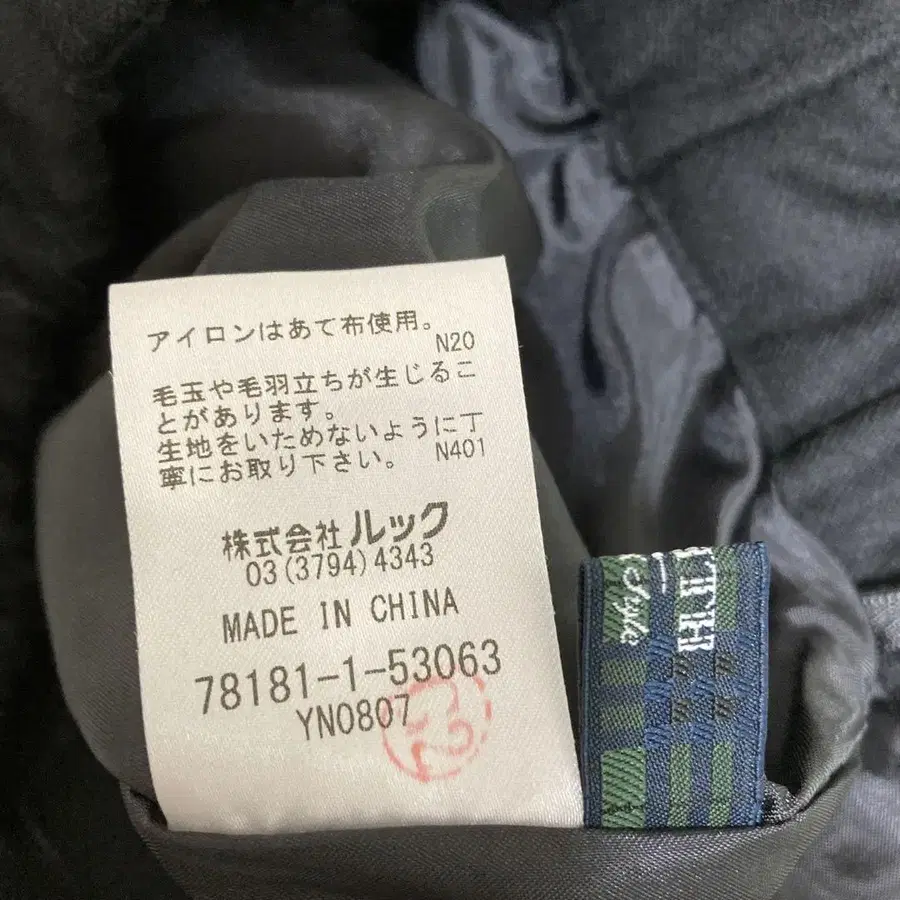 アイロンはあて布使用。
N20
毛玉や毛羽立ちが生じるこ
とがあります。
生地をいためないように丁
寧にお取り下さい。 N401
株式会社 ルック
03(3794)4343
MADE IN CHINA
78181-1-53063
YN0807
TH
Style